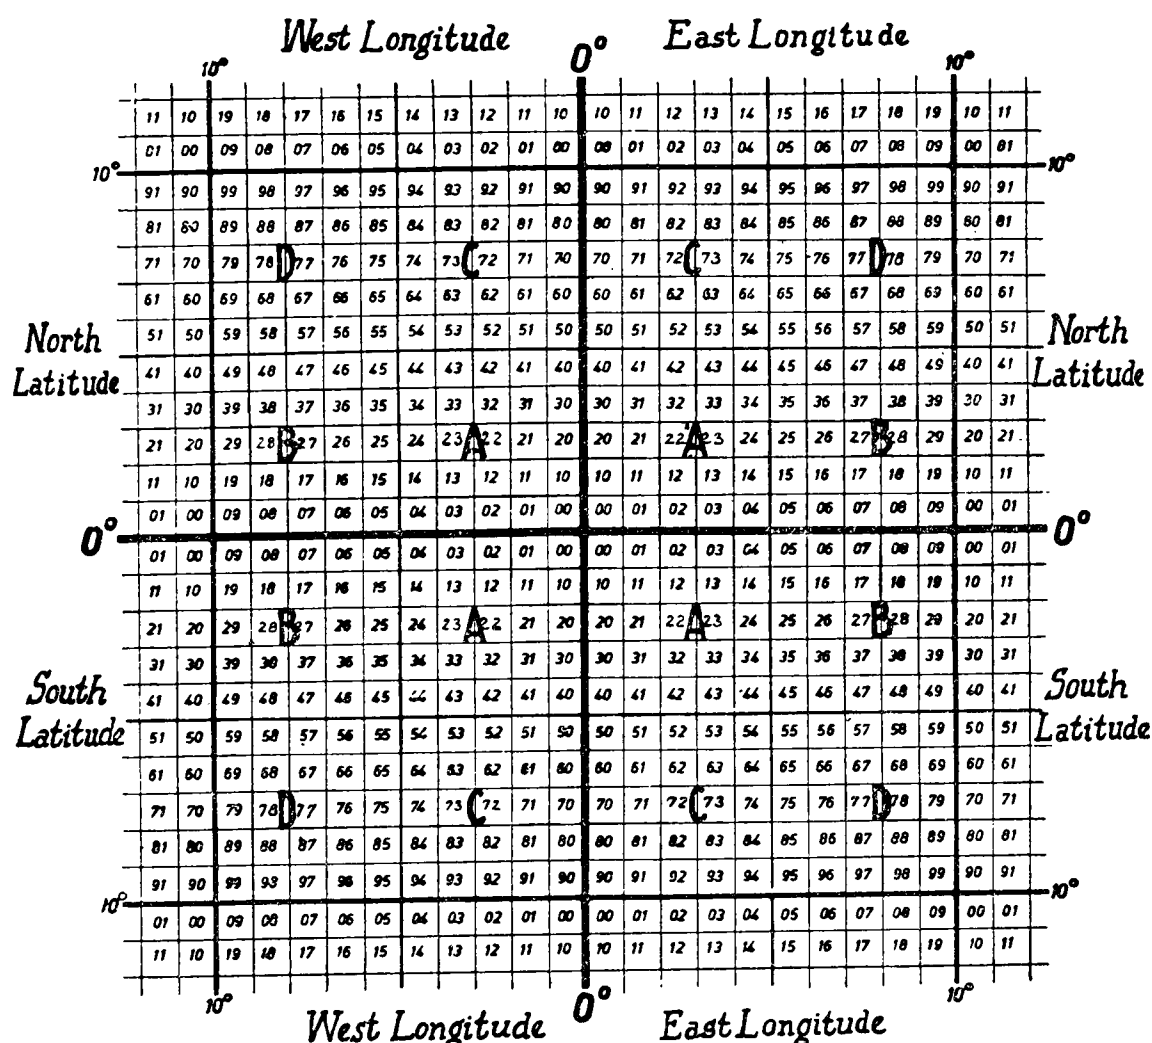 West Longitude 0° East Longitude
10° 10°
11 10 19 18 17 16 15 14 13 12 11 10 10 11 12 13 14 15 16 17 18 19 10 11
01 00 09 08 07 06 05 04 03 02 01 00 00 01 02 03 04 05 06 07 08 09 00 81
10° 10°
91 90 99 98 97 96 95 94 93 92 91 90 90 91 92 93 94 95 96 97 98 99 90 91
81 80 89 88 87 86 85 84 83 82 81 80 80 81 82 83 84 85 86 87 88 89 80 81
71 70 79 78 D 77 76 75 74 73 C 72 71 70 70 71 72 C 73 74 75 76 77 D 78 79 70 71
61 60 69 68 67 66 65 64 63 62 61 60 60 61 62 63 64 65 66 67 68 69 60 61
North 51 50 59 58 57 56 55 54 53 52 51 50 50 51 52 53 54 55 56 57 58 59 50 51 North
Latitude 41 40 49 48 47 46 45 44 43 42 41 40 40 41 42 43 44 45 46 47 48 49 40 41 Latitude
31 30 39 38 37 36 35 34 33 32 31 30 30 31 32 33 34 35 36 37 38 39 30 31
21 20 29 28 B 27 26 25 24 23 A 22 21 20 20 21 22 A 23 24 25 26 27 B 28 29 20 21
11 10 19 18 17 16 15 14 13 12 11 10 10 11 12 13 14 15 16 17 18 19 10 11
01 00 09 08 07 06 05 04 03 02 01 00 00 01 02 03 04 05 06 07 08 09 00 01
0° 0°
01 00 09 08 07 06 05 04 03 02 01 00 00 01 02 03 04 05 06 07 08 09 00 01
11 10 19 18 17 16 15 14 13 12 11 10 10 11 12 13 14 15 16 17 18 19 10 11
21 20 29 28 B 27 26 25 24 23 A 22 21 20 20 21 22 A 23 24 25 26 27 B 28 29 20 21
31 30 39 38 37 36 35 34 33 32 31 30 30 31 32 33 34 35 36 37 38 39 30 31
South 41 40 49 48 47 46 45 44 43 42 41 40 40 41 42 43 44 45 46 47 48 49 40 41 South
Latitude 51 50 59 58 57 56 55 54 53 52 51 50 50 51 52 53 54 55 56 57 58 59 50 51 Latitude
61 60 69 68 67 66 65 64 63 62 61 60 60 61 62 63 64 65 66 67 68 69 60 61
71 70 79 78 D 77 76 75 74 73 C 72 71 70 70 71 72 C 73 74 75 76 77 D 78 79 70 71
81 80 89 88 87 86 85 84 83 82 81 80 80 81 82 83 84 85 86 87 88 89 80 81
91 90 99 93 97 96 95 94 93 92 91 90 90 91 92 93 94 95 96 97 98 99 90 91
10° 10°
01 00 09 08 07 06 05 04 03 02 01 00 00 01 02 03 04 05 06 07 08 09 00 01
11 10 19 18 17 16 15 14 13 12 11 10 10 11 12 13 14 15 16 17 18 19 10 11
10° 0° 10°
West Longitude East Longitude